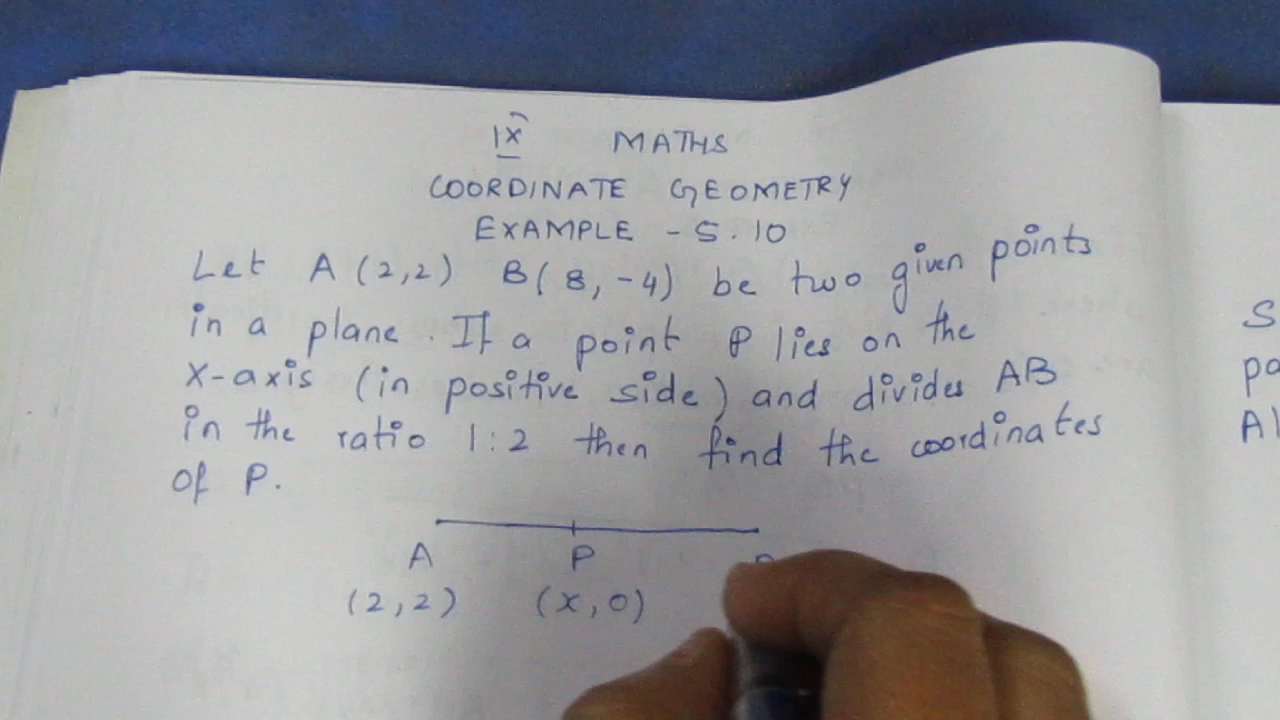 IX MATHS
COORDINATE GEOMETRY
EXAMPLE - 5.10
Let A (2,2) B( 8, -4) be two given points
in a plane. If a point P lies on the
X-axis (in positive side) and divides AB
in the ratio 1:2 then find the coordinates
of P.
A P
(2,2) (x,0)
S
pa
Al